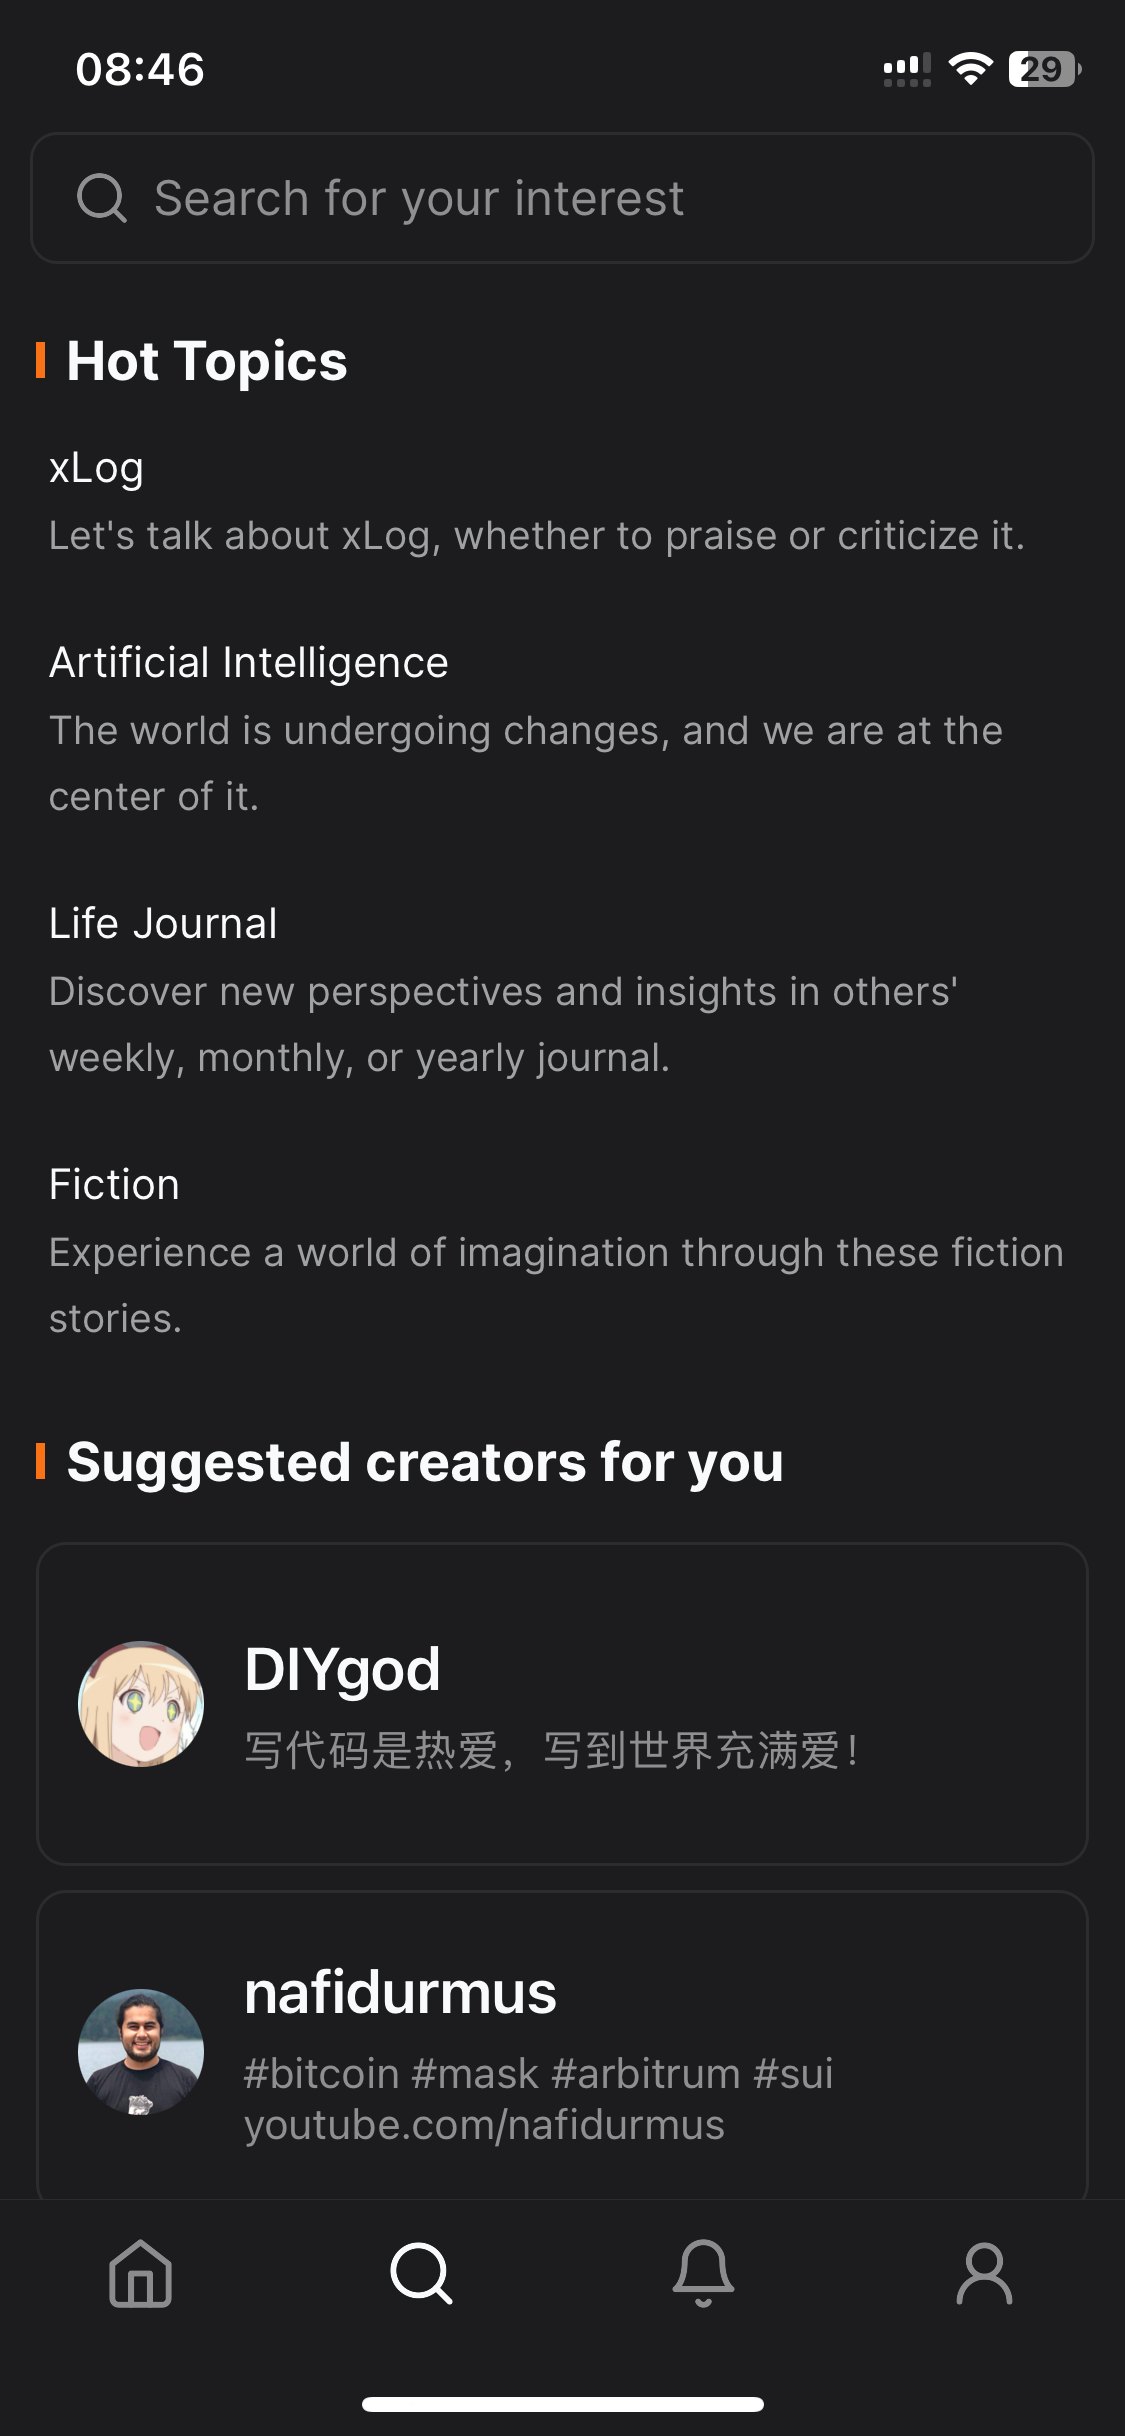 08:46
29
Search for your interest
Hot Topics
xLog
Let's talk about xLog, whether to praise or criticize it.
Artificial Intelligence
The world is undergoing changes, and we are at the
center of it.
Life Journal
Discover new perspectives and insights in others'
weekly, monthly, or yearly journal.
Fiction
Experience a world of imagination through these fiction
stories.
Suggested creators for you
DIYgod
写代码是热爱，写到世界充满爱！
nafidurmus
#bitcoin #mask #arbitrum #sui
youtube.com/nafidurmus